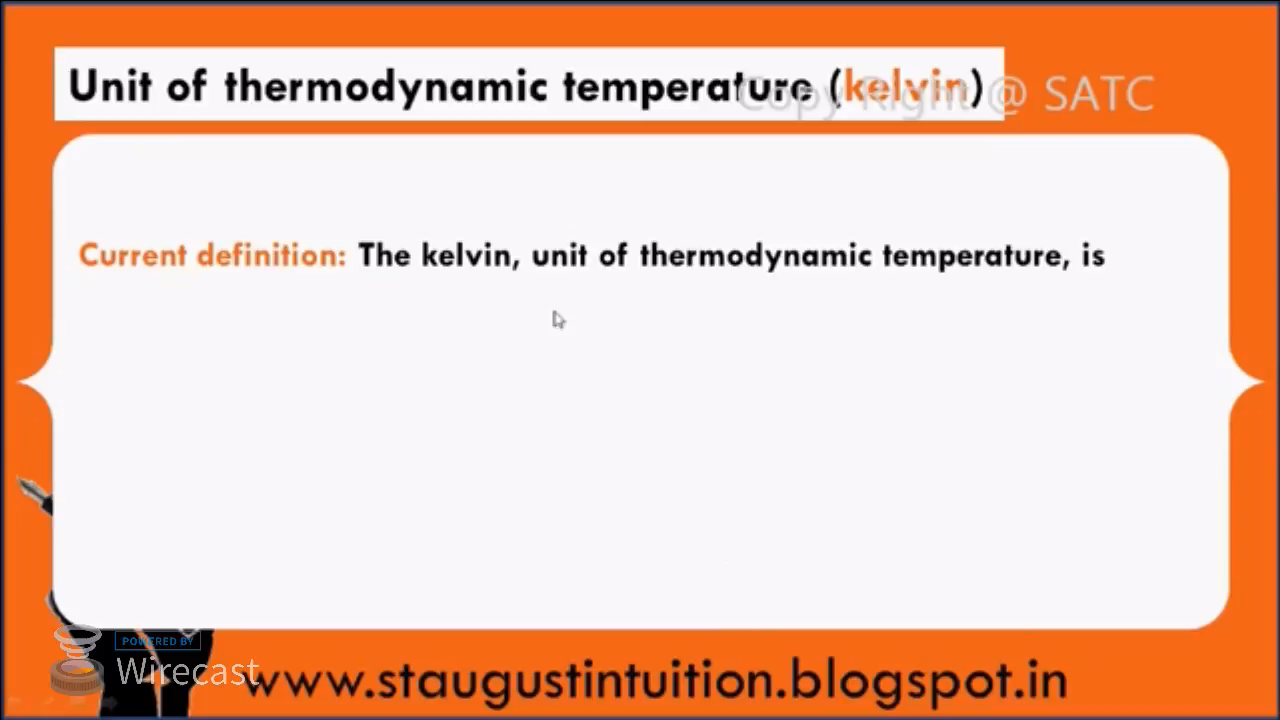 Unit of thermodynamic temperature (kelvin)
Copy Right @ SATC
Current definition: The kelvin, unit of thermodynamic temperature, is
POWERED BY
Wirecast
www.staugustintuition.blogspot.in